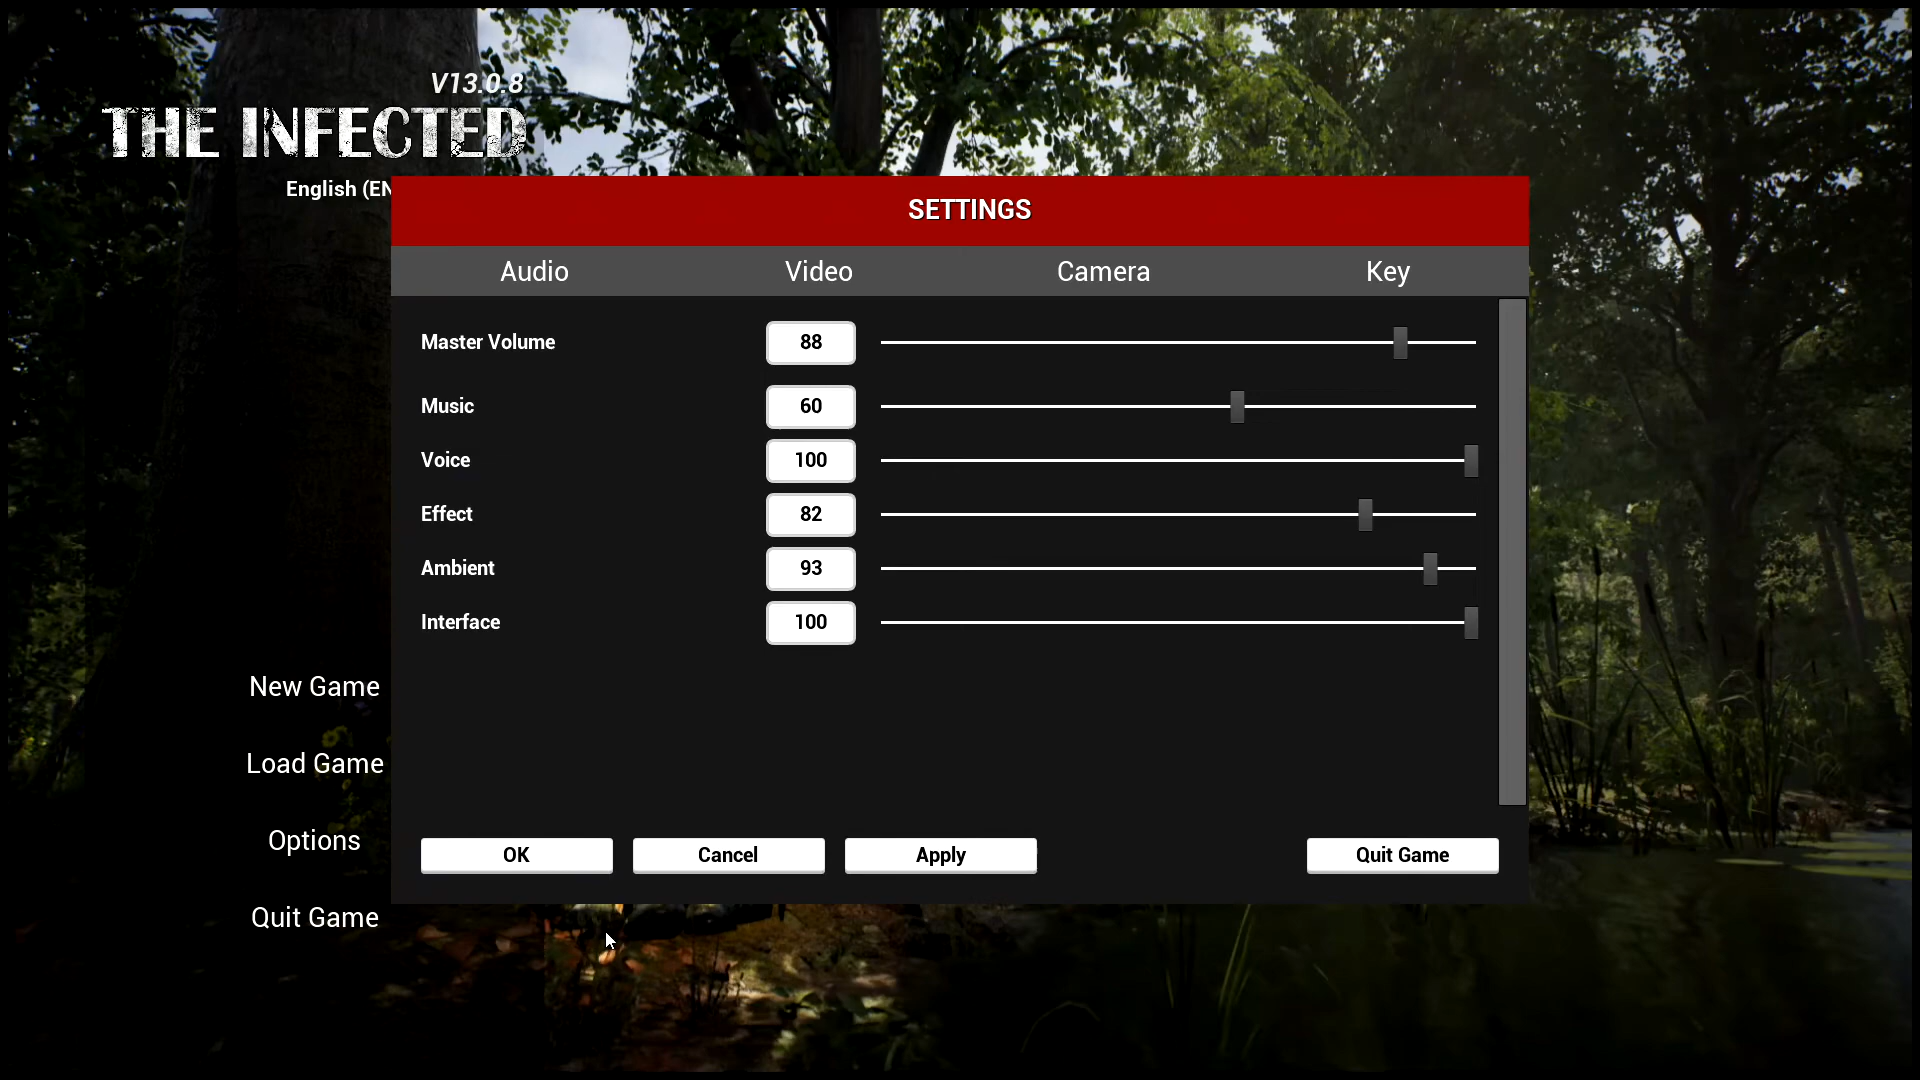 V13.0.8
THE INFECTED
English (EN
SETTINGS
Audio Video Camera Key
Master Volume 88
Music 60
Voice 100
Effect 82
Ambient 93
Interface 100
New Game
Load Game
Options
Quit Game
OK Cancel Apply Quit Game